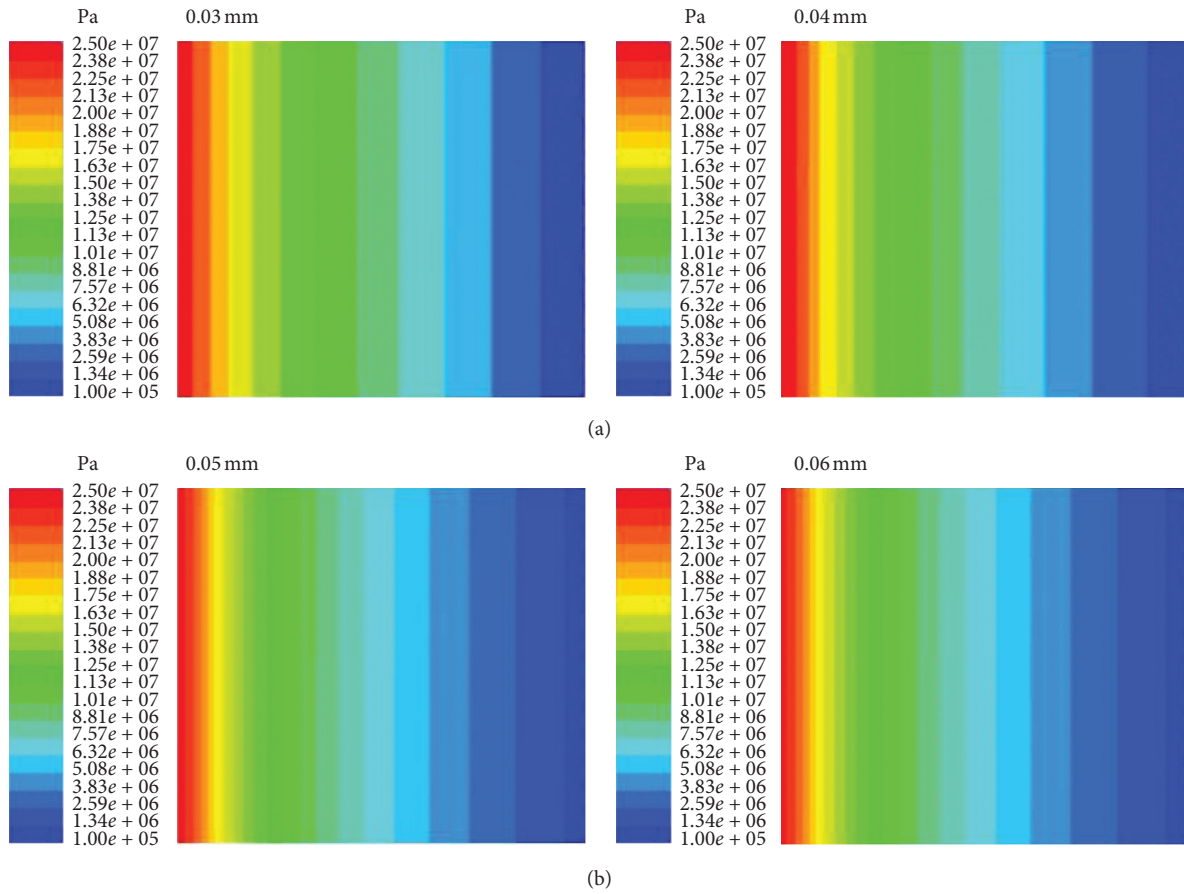 Pa 0.03 mm
2.50e + 07
2.38e + 07
2.25e + 07
2.13e + 07
2.00e + 07
1.88e + 07
1.75e + 07
1.63e + 07
1.50e + 07
1.38e + 07
1.25e + 07
1.13e + 07
1.01e + 07
8.81e + 06
7.57e + 06
6.32e + 06
5.08e + 06
3.83e + 06
2.59e + 06
1.34e + 06
1.00e + 05
Pa 0.04 mm
2.50e + 07
2.38e + 07
2.25e + 07
2.13e + 07
2.00e + 07
1.88e + 07
1.75e + 07
1.63e + 07
1.50e + 07
1.38e + 07
1.25e + 07
1.13e + 07
1.01e + 07
8.81e + 06
7.57e + 06
6.32e + 06
5.08e + 06
3.83e + 06
2.59e + 06
1.34e + 06
1.00e + 05
(a)
Pa 0.05 mm
2.50e + 07
2.38e + 07
2.25e + 07
2.13e + 07
2.00e + 07
1.88e + 07
1.75e + 07
1.63e + 07
1.50e + 07
1.38e + 07
1.25e + 07
1.13e + 07
1.01e + 07
8.81e + 06
7.57e + 06
6.32e + 06
5.08e + 06
3.83e + 06
2.59e + 06
1.34e + 06
1.00e + 05
Pa 0.06 mm
2.50e + 07
2.38e + 07
2.25e + 07
2.13e + 07
2.00e + 07
1.88e + 07
1.75e + 07
1.63e + 07
1.50e + 07
1.38e + 07
1.25e + 07
1.13e + 07
1.01e + 07
8.81e + 06
7.57e + 06
6.32e + 06
5.08e + 06
3.83e + 06
2.59e + 06
1.34e + 06
1.00e + 05
(b)